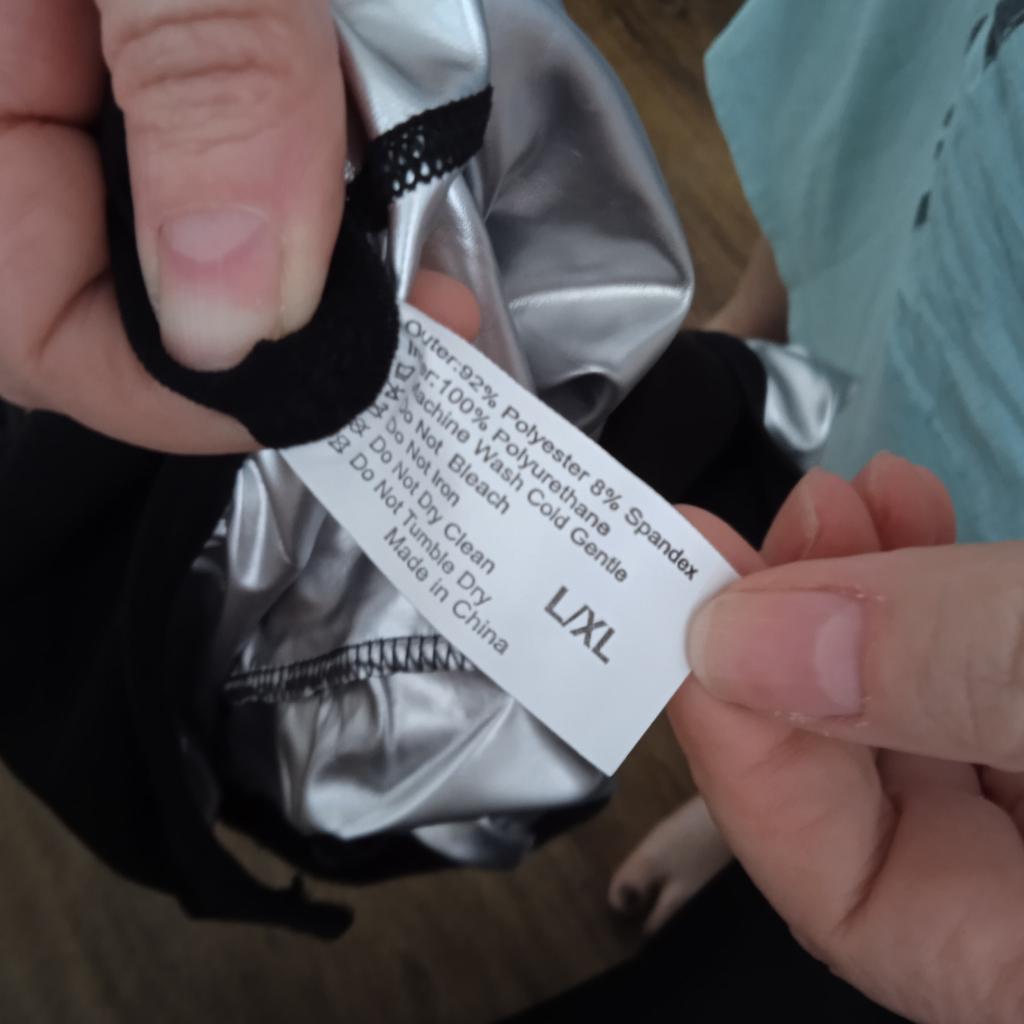 Outer:92% Polyester 8% Spandex
100% Polyurethane
Machine Wash Cold Gentle
Do Not Bleach
Do Not Iron
Do Not Dry Clean
Do Not Tumble Dry
Made in China
L/XL